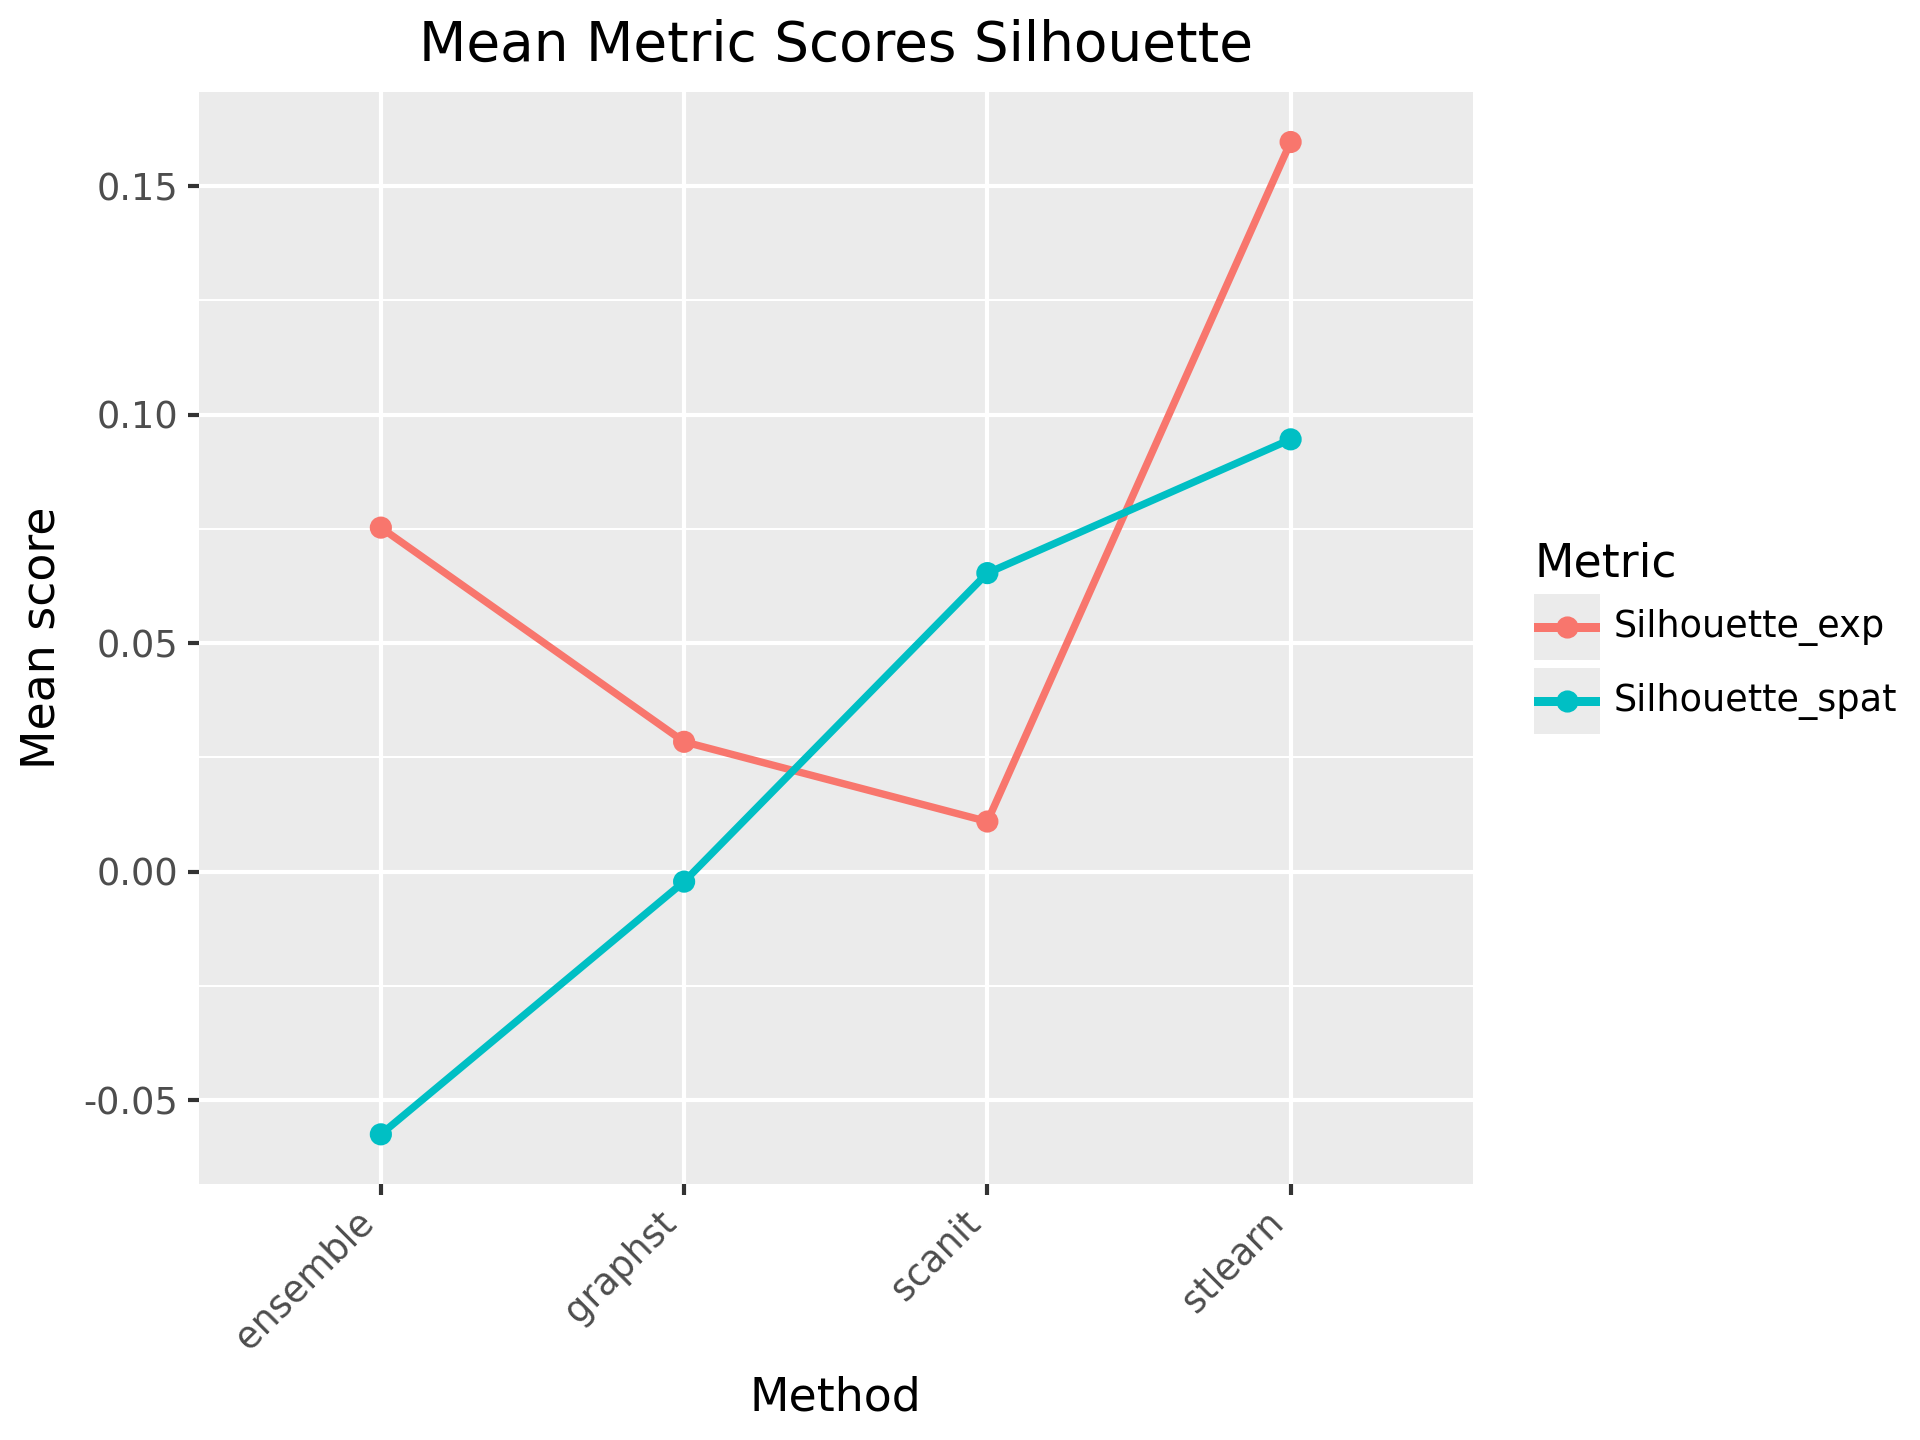 Mean Metric Scores Silhouette
Mean score
0.15
0.10
0.05
0.00
-0.05
ensemble
graphst
scanit
stlearn
Method
Metric
Silhouette_exp
Silhouette_spat